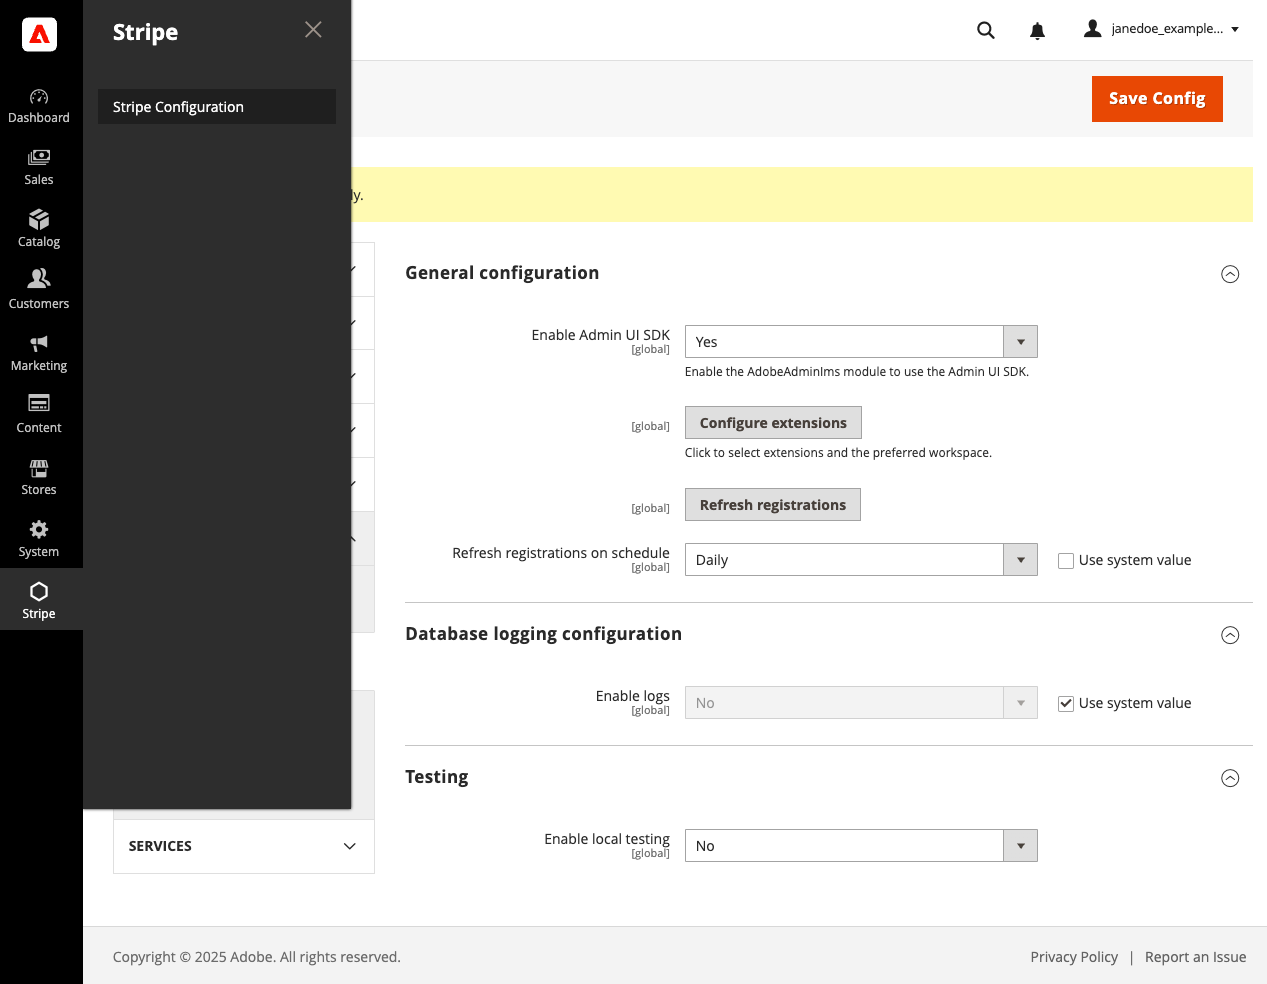 Stripe
janedoe_example...
Stripe Configuration
Save Config
Dashboard
Sales
Catalog
Customers
Marketing
Content
Stores
System
Stripe
ly.
General configuration
Enable Admin UI SDK
[global]
Yes
Enable the AdobeAdminIms module to use the Admin UI SDK.
[global]
Configure extensions
Click to select extensions and the preferred workspace.
[global]
Refresh registrations
Refresh registrations on schedule
[global]
Daily
Use system value
Database logging configuration
Enable logs
[global]
No
Use system value
Testing
Enable local testing
[global]
No
SERVICES
Copyright © 2025 Adobe. All rights reserved.
Privacy Policy | Report an Issue